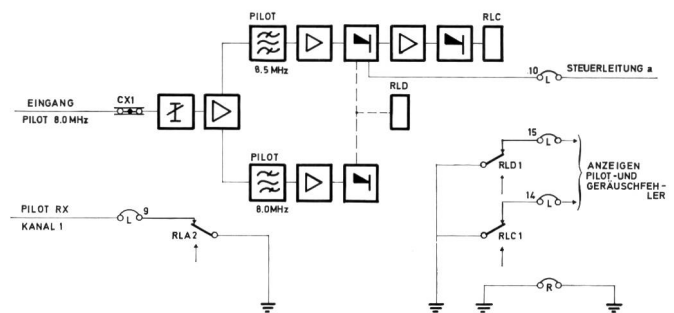 PILOT
RLC
8.5 MHz
10
L
STEUERLEITUNG a
RLD
EINGANG
CX1
PILOT 8.0 MHz
PILOT
8.0MHz
15
L
RLD1
ANZEIGEN
PILOT-UND
GERÄUSCHFEH-
LER
14
L
RLC1
PILOT RX
9
L
KANAL 1
RLA2
R